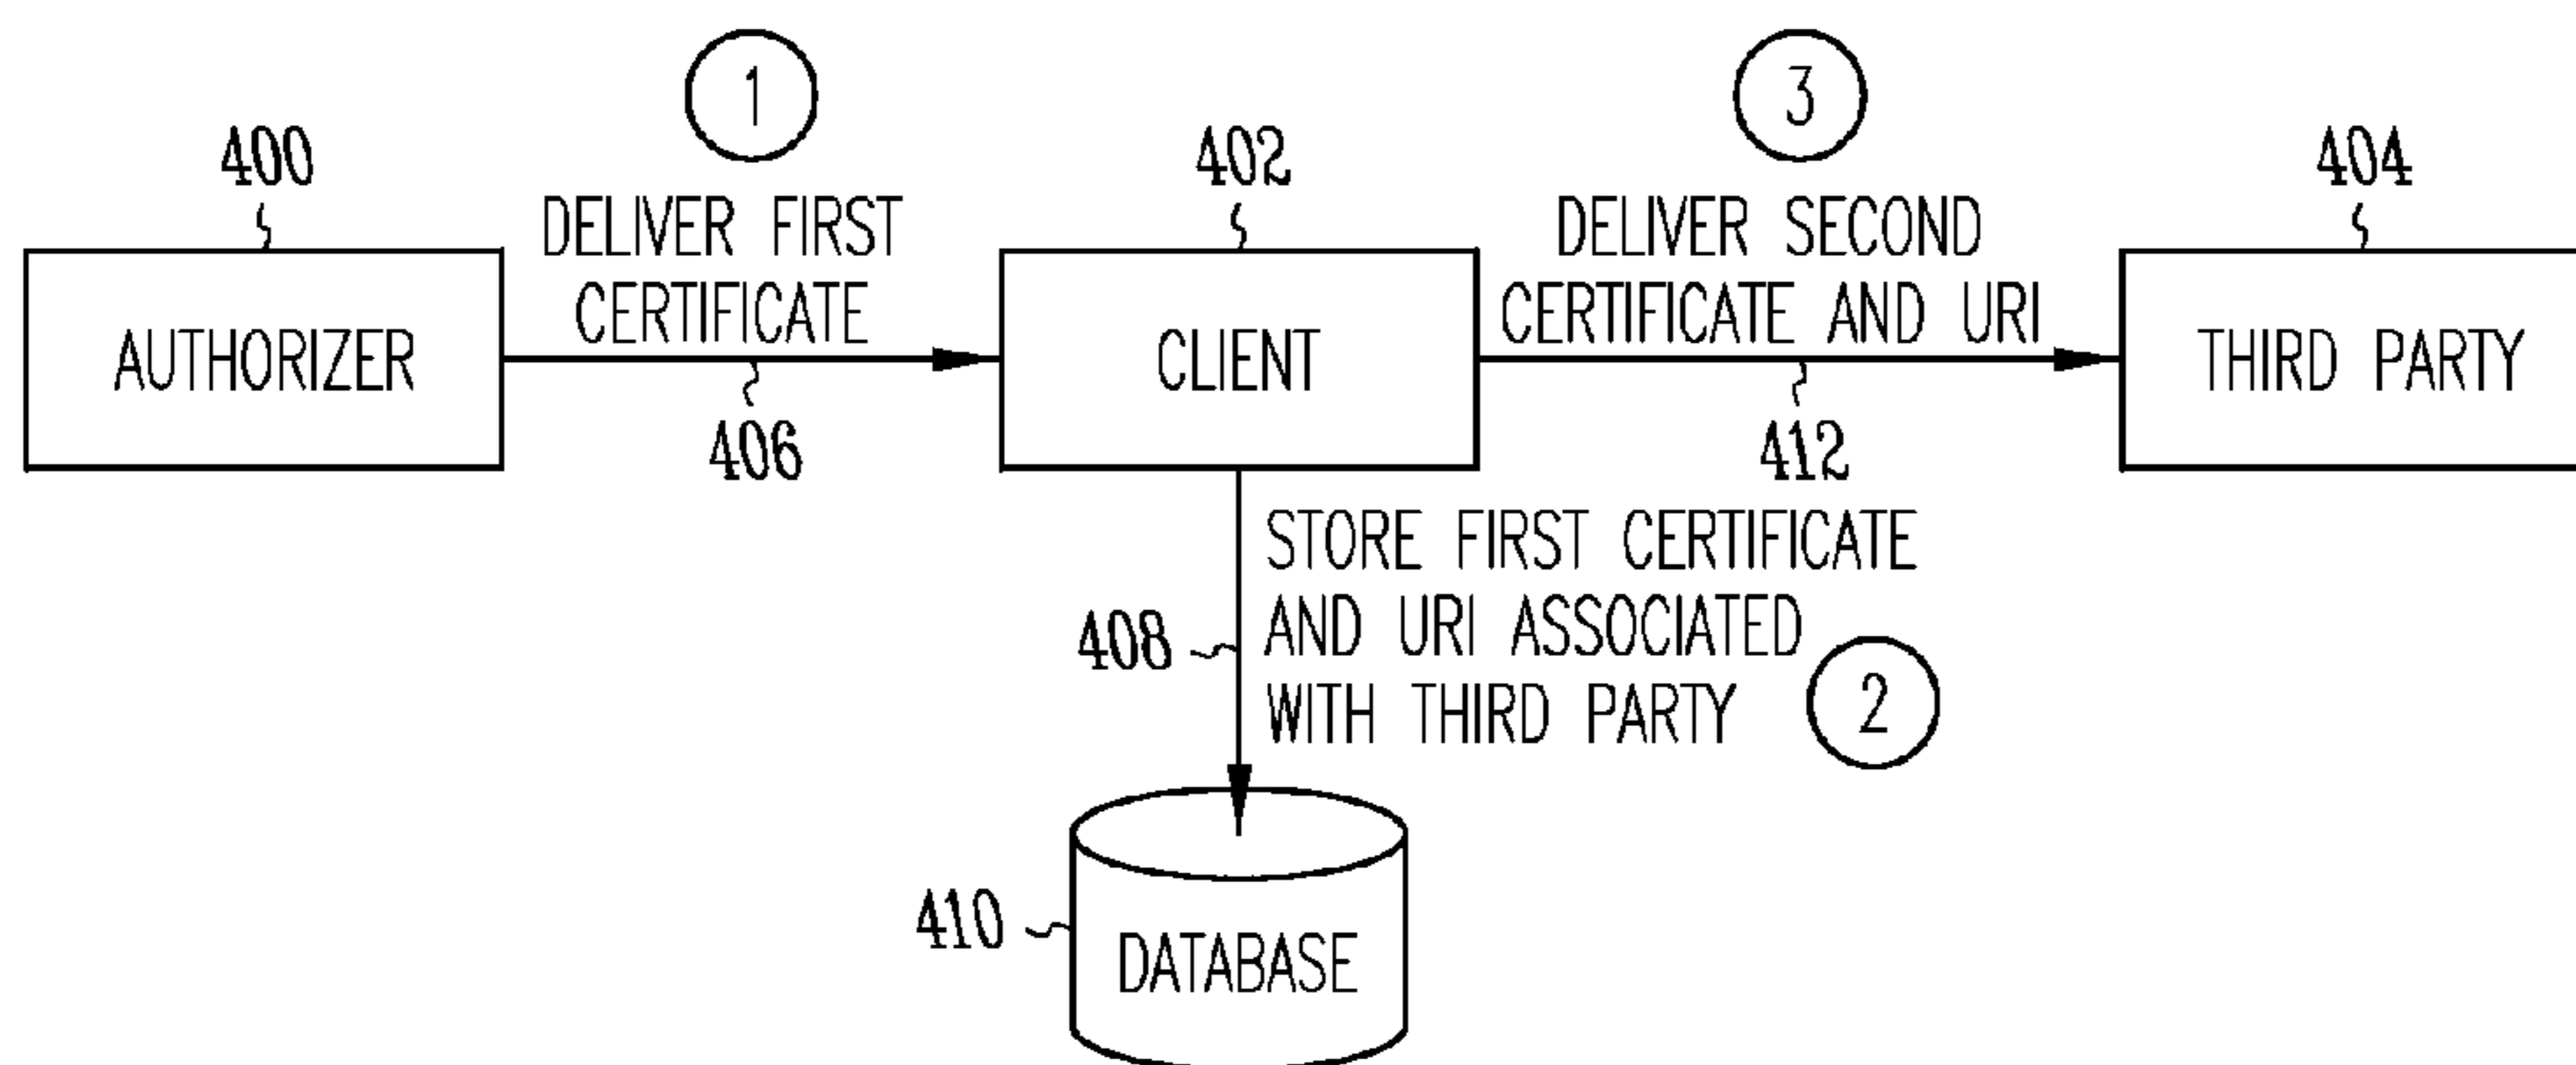 1
3
400
402
404
DELIVER FIRST
CERTIFICATE
DELIVER SECOND
CERTIFICATE AND URI
AUTHORIZER
CLIENT
THIRD PARTY
406
412
STORE FIRST CERTIFICATE
AND URI ASSOCIATED
WITH THIRD PARTY
408
2
410
DATABASE